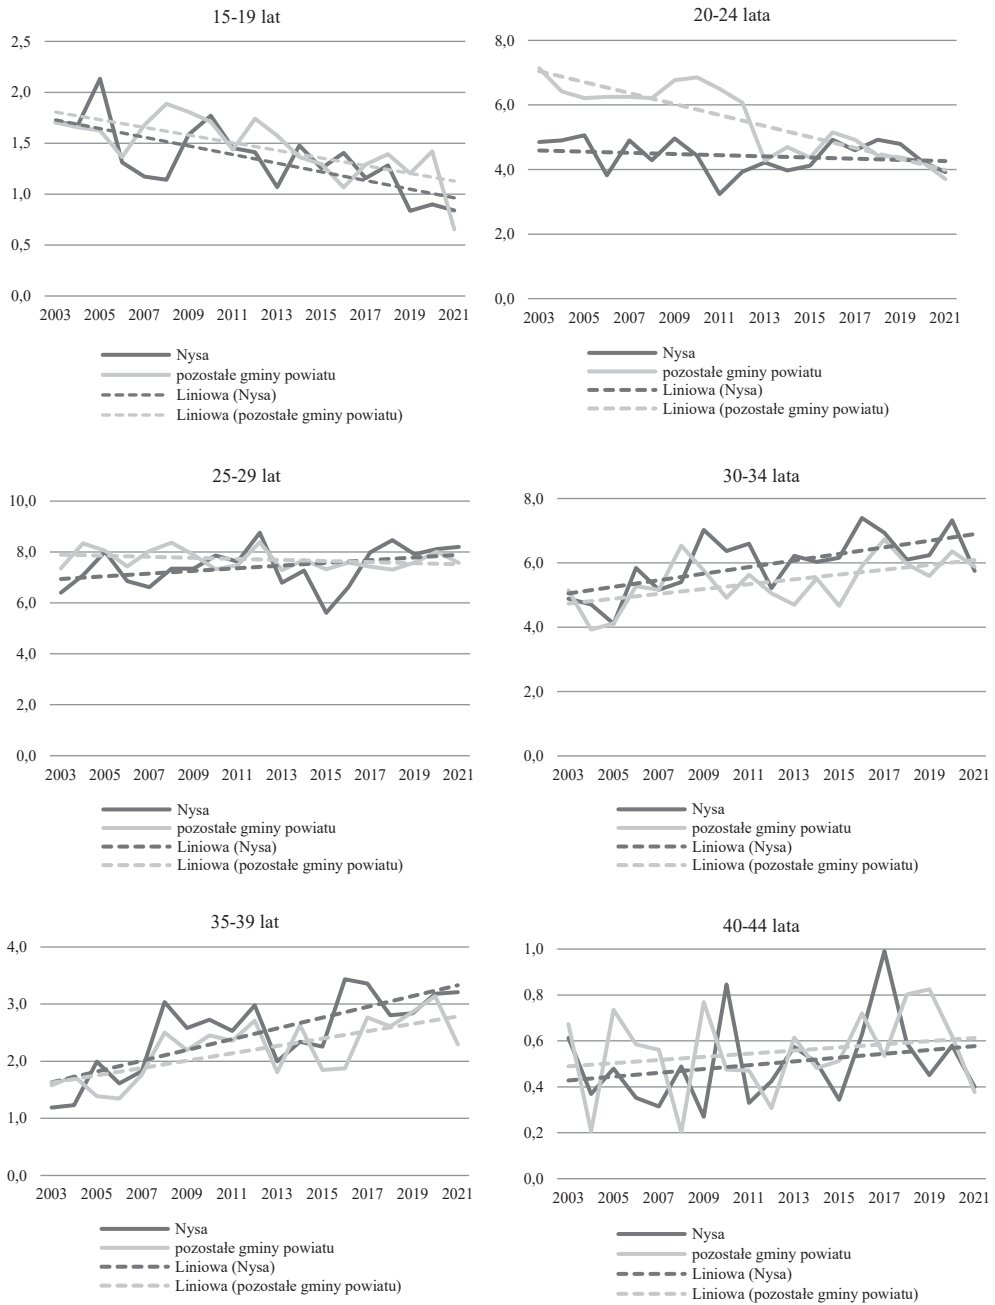 15-19 lat
2,5
2,0
1,5
1,0
0,5
0,0
2003 2005 2007 2009 2011 2013 2015 2017 2019 2021
Nysa
pozostałe gminy powiatu
Liniowa (Nysa)
Liniowa (pozostałe gminy powiatu)
20-24 lata
8,0
6,0
4,0
2,0
0,0
2003 2005 2007 2009 2011 2013 2015 2017 2019 2021
Nysa
pozostałe gminy powiatu
Liniowa (Nysa)
Liniowa (pozostałe gminy powiatu)
25-29 lat
10,0
8,0
6,0
4,0
2,0
0,0
2003 2005 2007 2009 2011 2013 2015 2017 2019 2021
Nysa
pozostałe gminy powiatu
Liniowa (Nysa)
Liniowa (pozostałe gminy powiatu)
30-34 lata
8,0
6,0
4,0
2,0
0,0
2003 2005 2007 2009 2011 2013 2015 2017 2019 2021
Nysa
pozostałe gminy powiatu
Liniowa (Nysa)
Liniowa (pozostałe gminy powiatu)
35-39 lat
4,0
3,0
2,0
1,0
0,0
2003 2005 2007 2009 2011 2013 2015 2017 2019 2021
Nysa
pozostałe gminy powiatu
Liniowa (Nysa)
Liniowa (pozostałe gminy powiatu)
40-44 lata
1,0
0,8
0,6
0,4
0,2
0,0
2003 2005 2007 2009 2011 2013 2015 2017 2019 2021
Nysa
pozostałe gminy powiatu
Liniowa (Nysa)
Liniowa (pozostałe gminy powiatu)